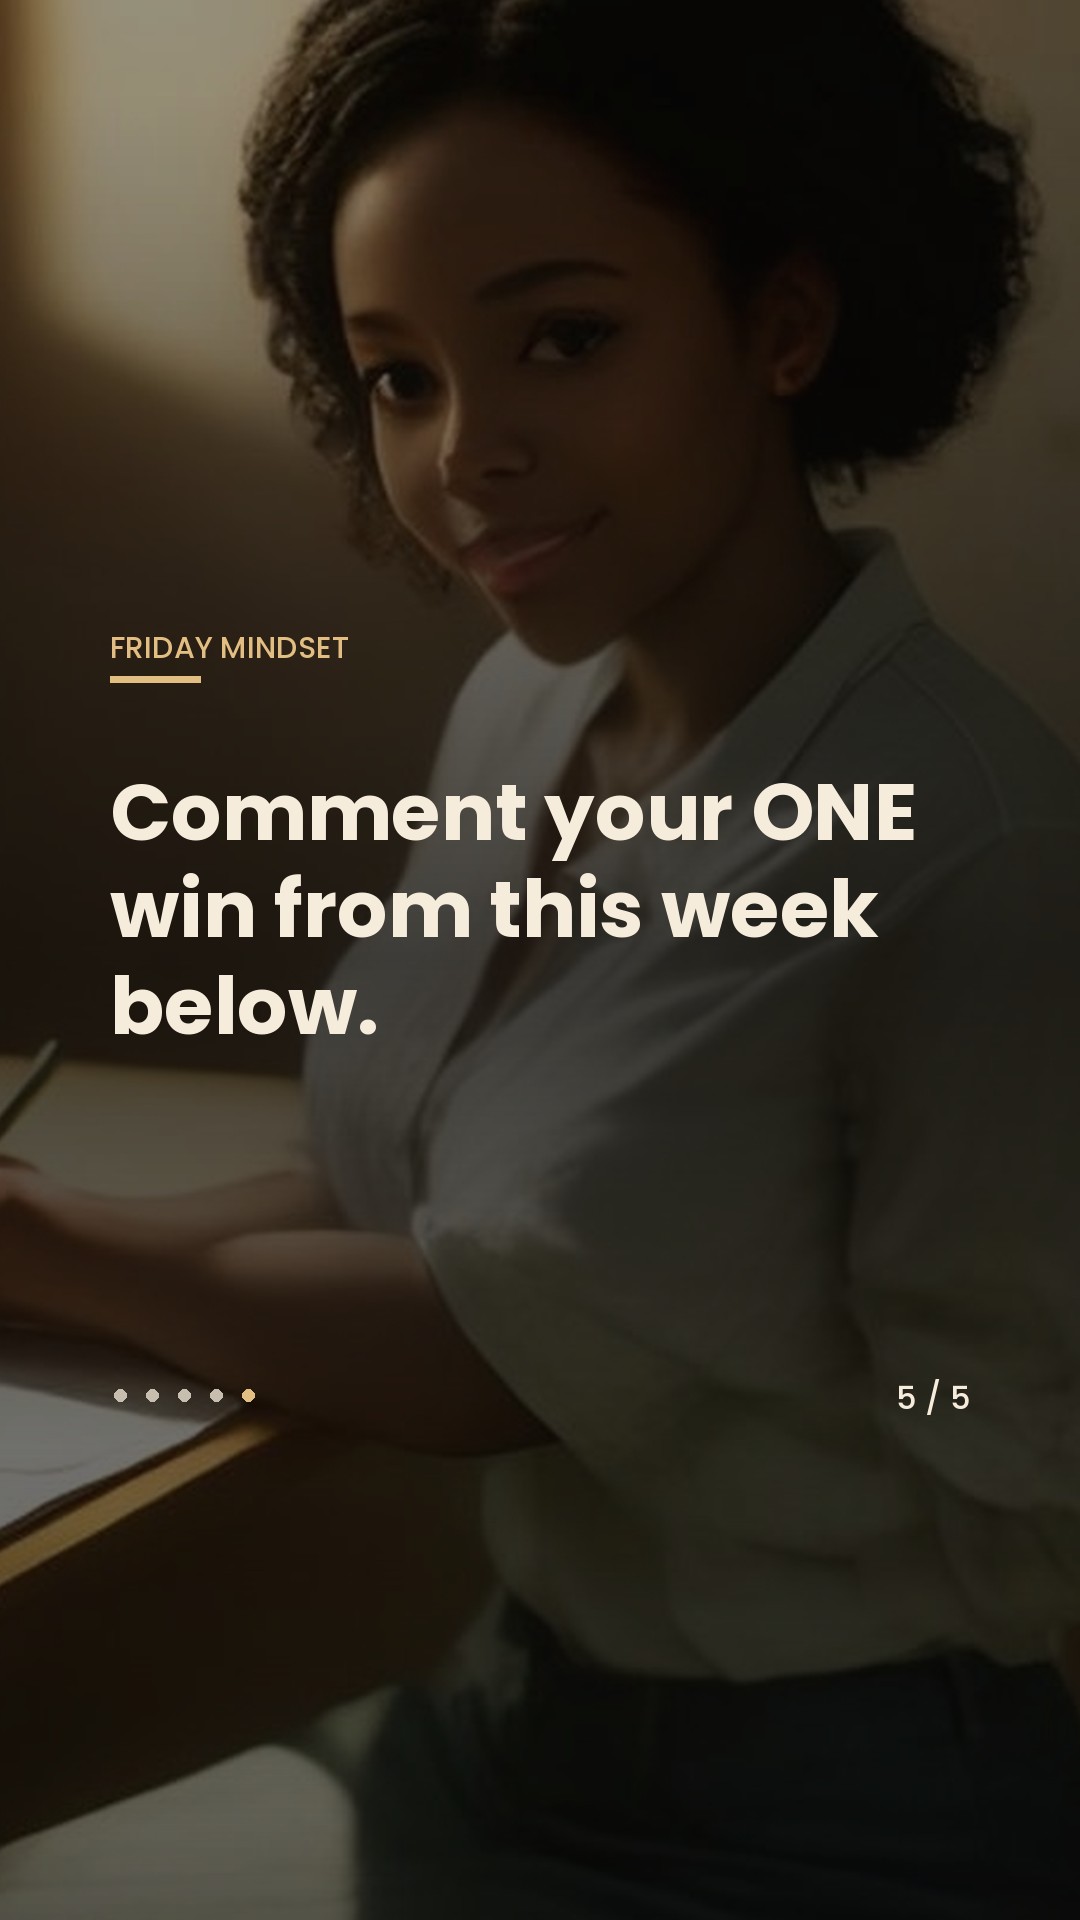 FRIDAY MINDSET
Comment your ONE
win from this week
below.
5 / 5